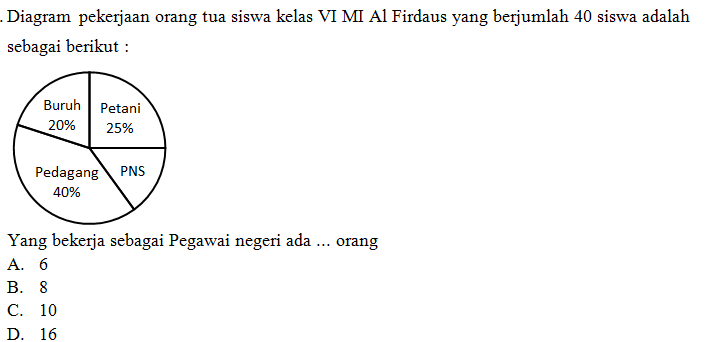 . Diagram pekerjaan orang tua siswa kelas VI MI Al Firdaus yang berjumlah 40 siswa adalah
sebagai berikut :
Buruh
20%
Petani
25%
Pedagang
40%
PNS
Yang bekerja sebagai Pegawai negeri ada ... orang
A. 6
B. 8
C. 10
D. 16